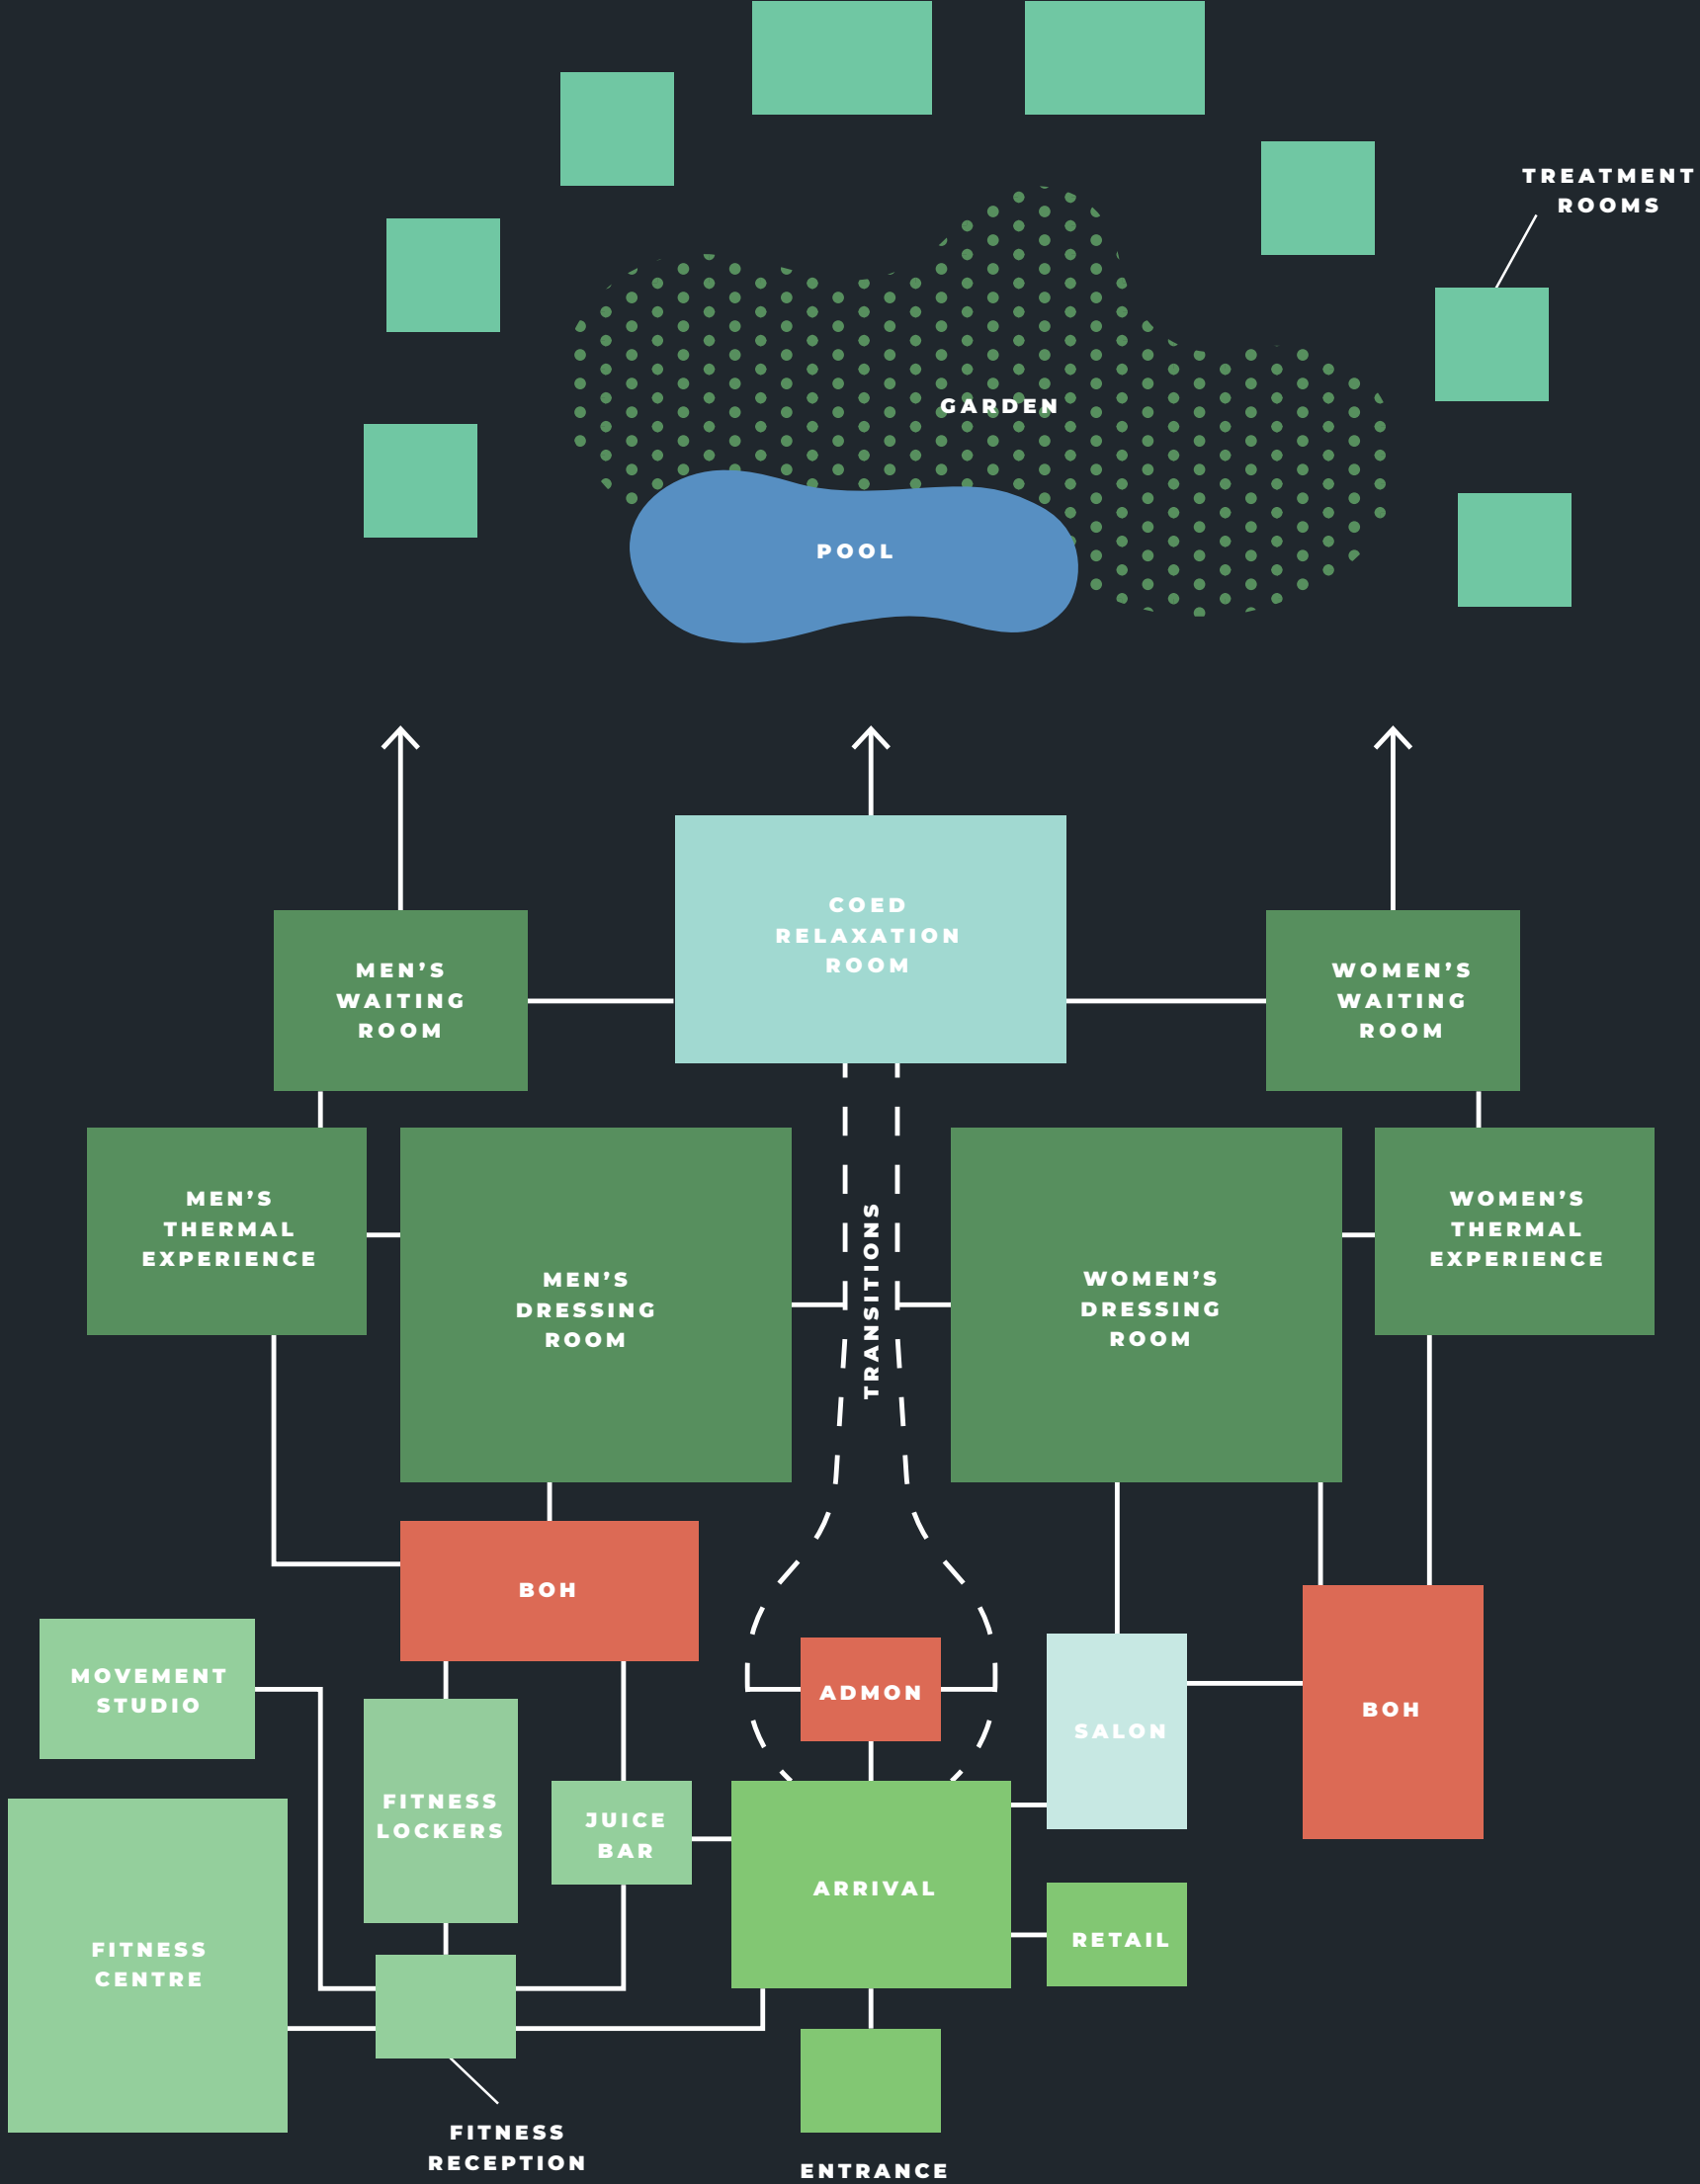 TREATMENT
ROOMS
GARDEN
POOL
COED
RELAXATION
ROOM
MEN'S
WAITING
ROOM
WOMEN'S
WAITING
ROOM
MEN'S
THERMAL
EXPERIENCE
MEN'S
DRESSING
ROOM
TRANSITIONS
WOMEN'S
DRESSING
ROOM
WOMEN'S
THERMAL
EXPERIENCE
BOH
MOVEMENT
STUDIO
ADMON
SALON
BOH
FITNESS
LOCKERS
JUICE
BAR
ARRIVAL
RETAIL
FITNESS
CENTRE
FITNESS
RECEPTION
ENTRANCE